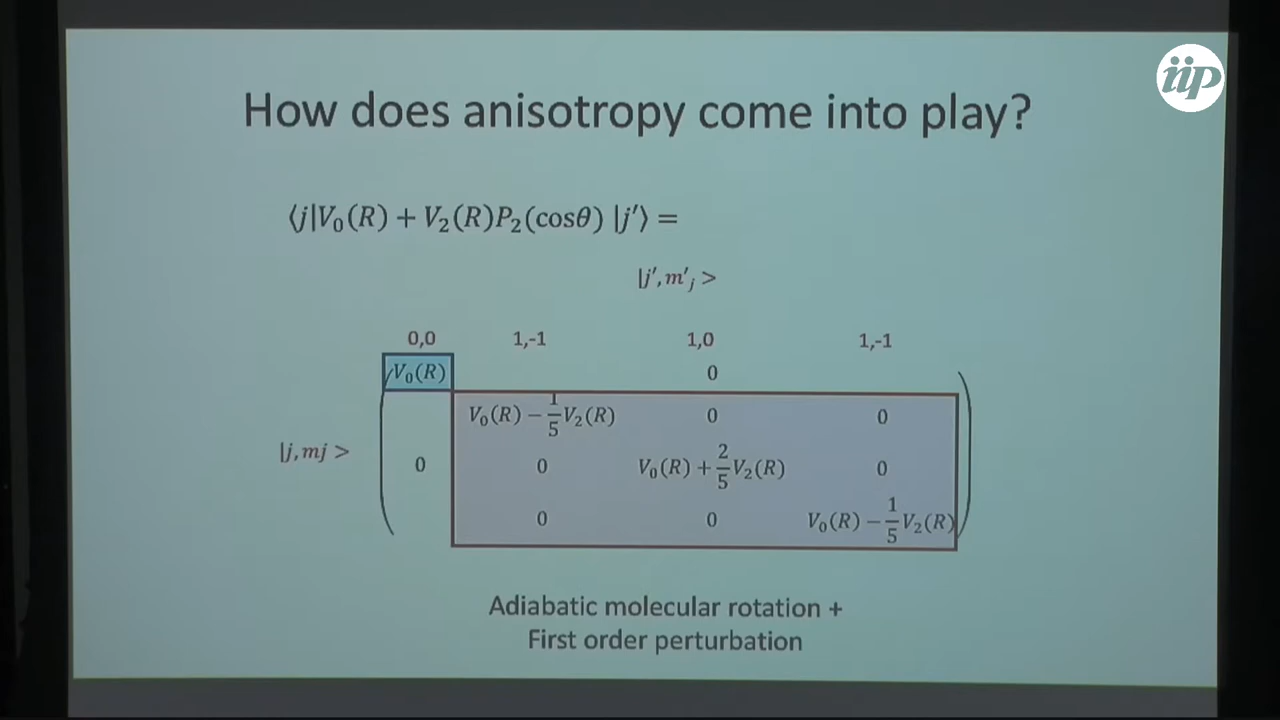 iip
How does anisotropy come into play?
⟨j|V₀(R) + V₂(R)P₂(cosθ) |j′⟩ =
|j′,m′ⱼ >
0,0 1,-1 1,0 1,-1
V₀(R) 0
V₀(R) − 1/5 V₂(R) 0 0
|j,mj > 0 0 V₀(R) + 2/5 V₂(R) 0
0 0 V₀(R) − 1/5 V₂(R)
Adiabatic molecular rotation +
First order perturbation